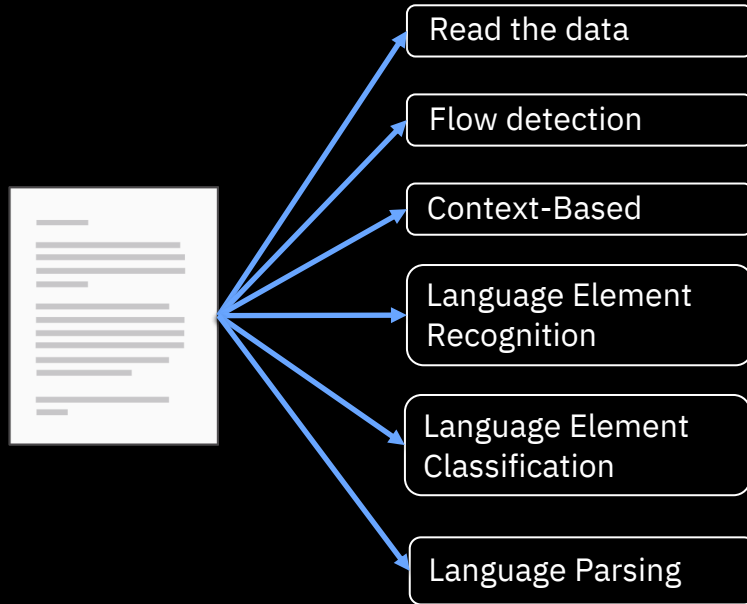 Read the data
Flow detection
Context-Based
Language Element
Recognition
Language Element
Classification
Language Parsing